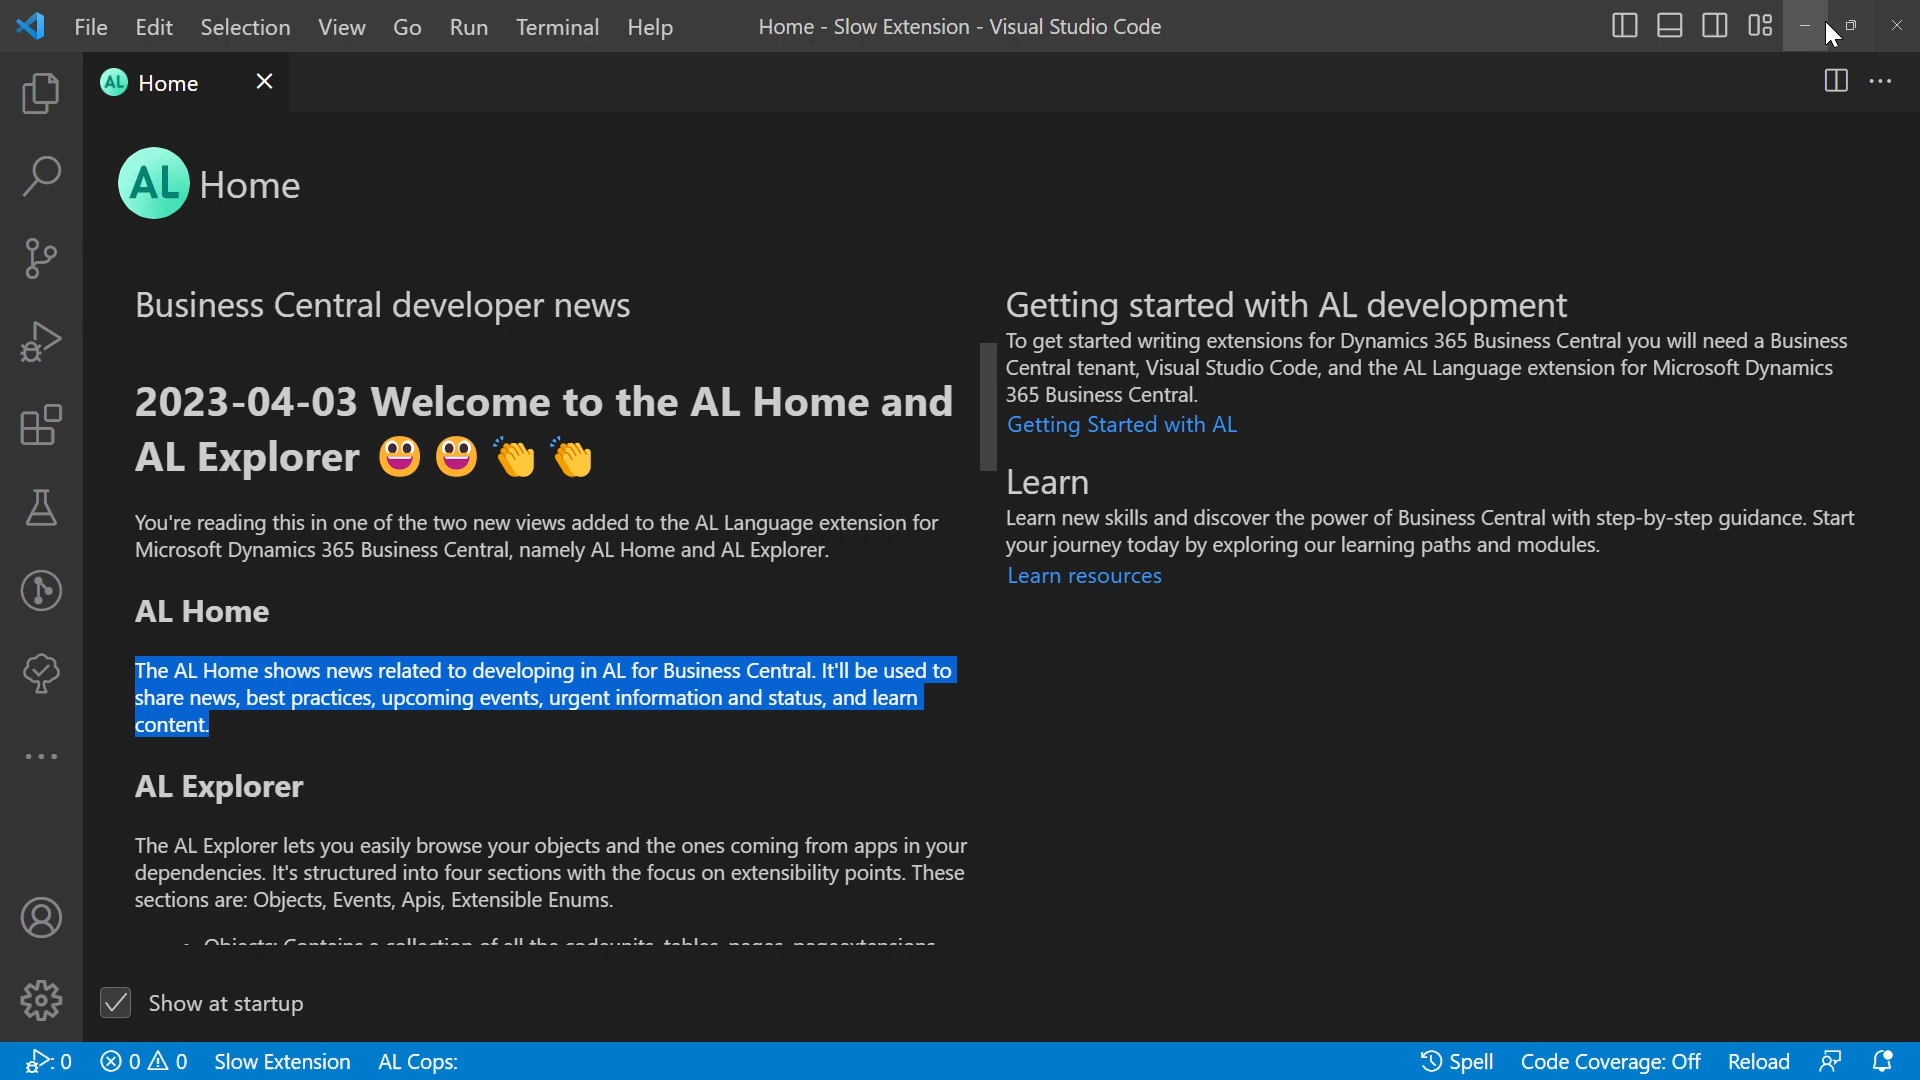 File Edit Selection View Go Run Terminal Help Home - Slow Extension - Visual Studio Code
AL Home
AL Home
Business Central developer news
2023-04-03 Welcome to the AL Home and
AL Explorer 😃 😃 👏 👏
You're reading this in one of the two new views added to the AL Language extension for
Microsoft Dynamics 365 Business Central, namely AL Home and AL Explorer.
AL Home
The AL Home shows news related to developing in AL for Business Central. It'll be used to
share news, best practices, upcoming events, urgent information and status, and learn
content.
AL Explorer
The AL Explorer lets you easily browse your objects and the ones coming from apps in your
dependencies. It's structured into four sections with the focus on extensibility points. These
sections are: Objects, Events, Apis, Extensible Enums.
Objects: Contains a collection of all the codeunits, tables, pages, pageextensions
Getting started with AL development
To get started writing extensions for Dynamics 365 Business Central you will need a Business
Central tenant, Visual Studio Code, and the AL Language extension for Microsoft Dynamics
365 Business Central.
Getting Started with AL
Learn
Learn new skills and discover the power of Business Central with step-by-step guidance. Start
your journey today by exploring our learning paths and modules.
Learn resources
Show at startup
: 0 0 0 Slow Extension AL Cops: Spell Code Coverage: Off Reload